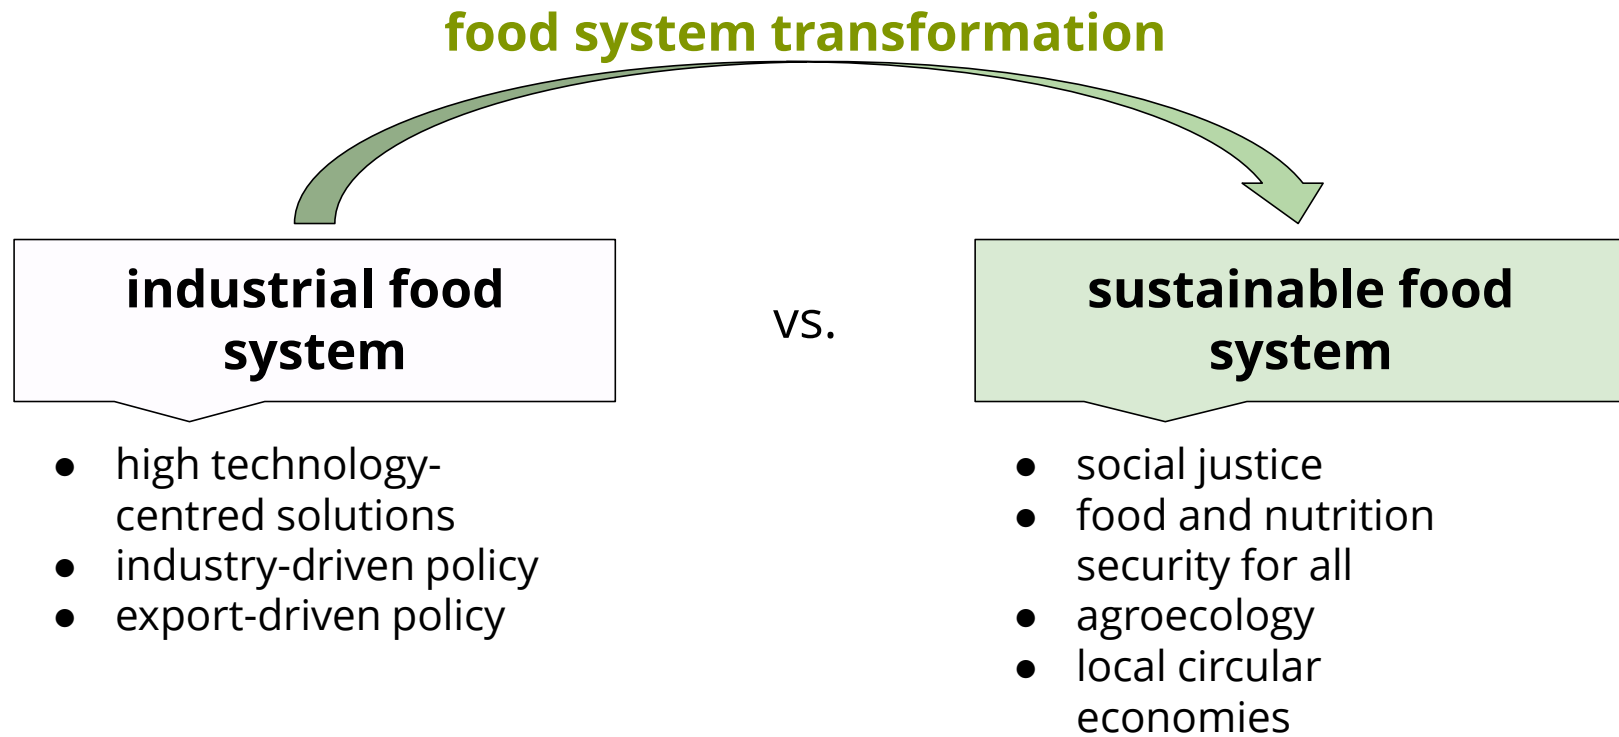 food system transformation
industrial food
system
vs.
sustainable food
system
● high technology-
centred solutions
● industry-driven policy
● export-driven policy
● social justice
● food and nutrition
security for all
● agroecology
● local circular
economies